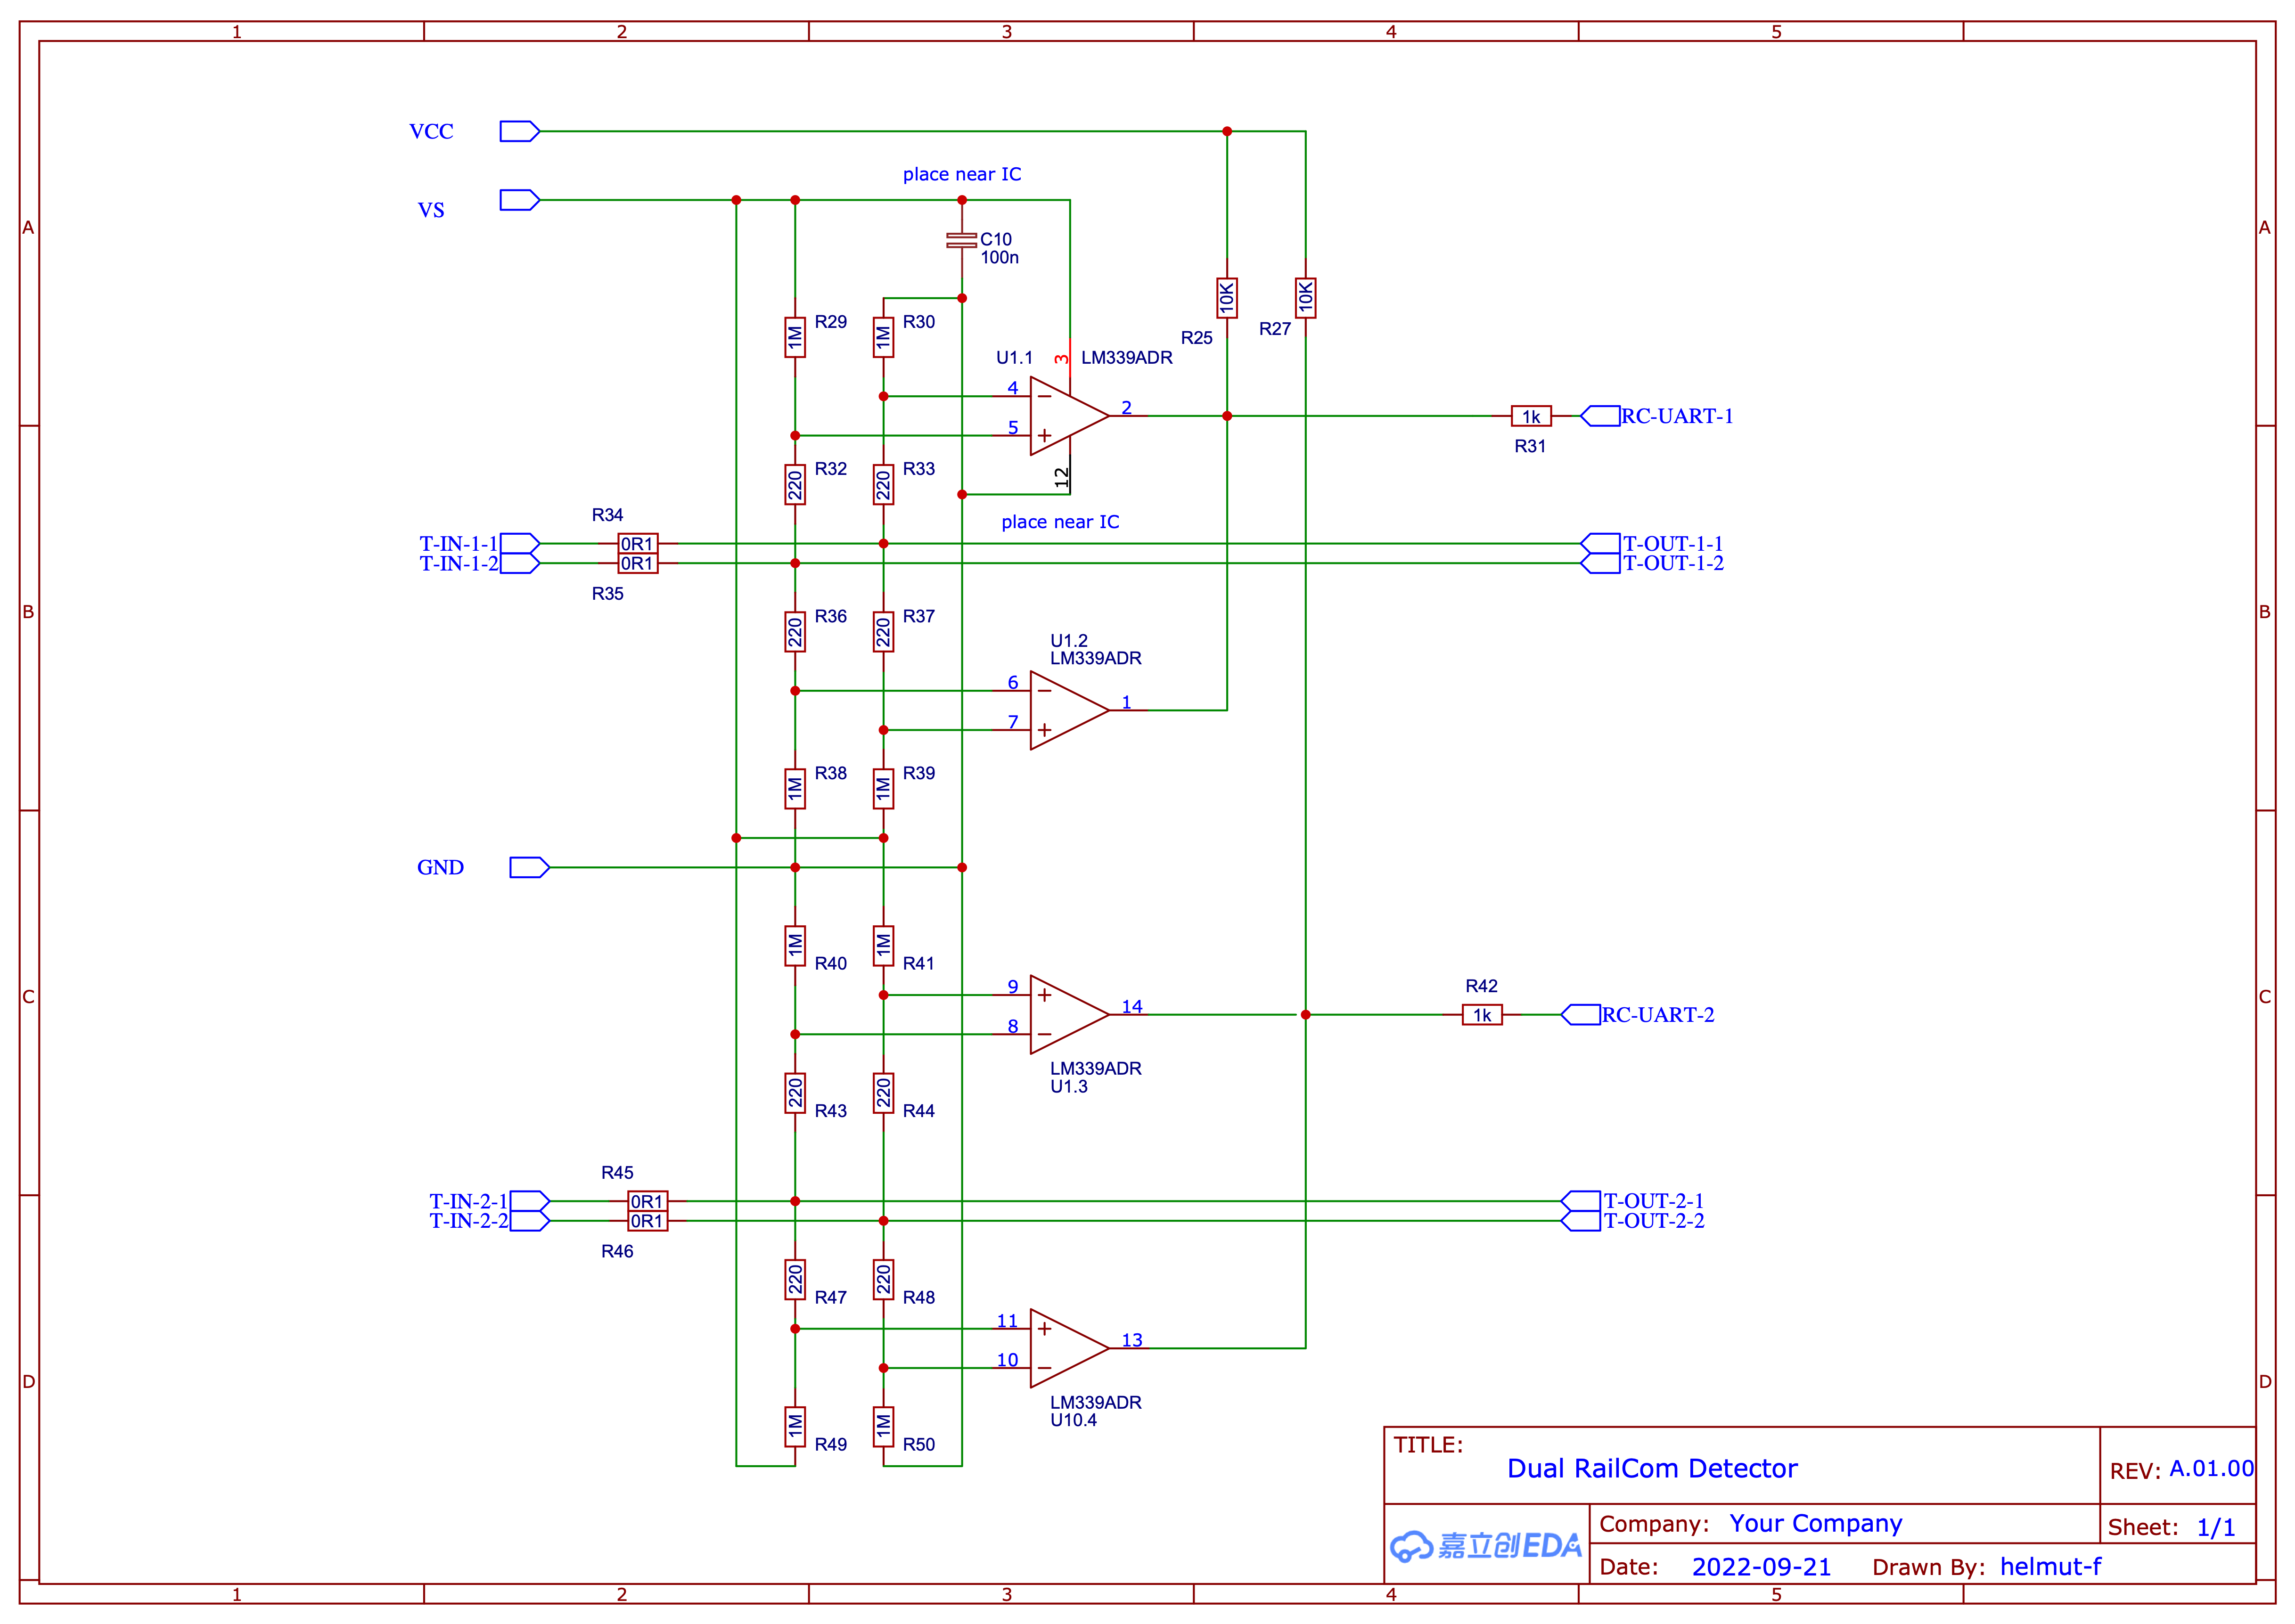 1 2 3 4 5
VCC
place near IC
VS
A A
C10
100n
10K 10K
R29 R30
1M 1M
R25 R27
U1.1 3 LM339ADR
4
2
5
1k
RC-UART-1
R31
R32 R33
220 220
12
R34
place near IC
T-IN-1-1 0R1 T-OUT-1-1
T-IN-1-2 0R1 T-OUT-1-2
R35
B B
R36 R37
220 220
U1.2
LM339ADR
6
1
7
R38 R39
1M 1M
GND
1M 1M
R40 R41
9
14
8
C C
R42
1k
RC-UART-2
LM339ADR
U1.3
220 220
R43 R44
R45
T-IN-2-1 0R1 T-OUT-2-1
T-IN-2-2 0R1 T-OUT-2-2
R46
220 220
R47 R48
11
13
10
D D
LM339ADR
U10.4
1M 1M
R49 R50
TITLE:
Dual RailCom Detector
REV: A.01.00
嘉立创EDA
Company: Your Company
Sheet: 1/1
Date: 2022-09-21 Drawn By: helmut-f
1 2 3 4 5